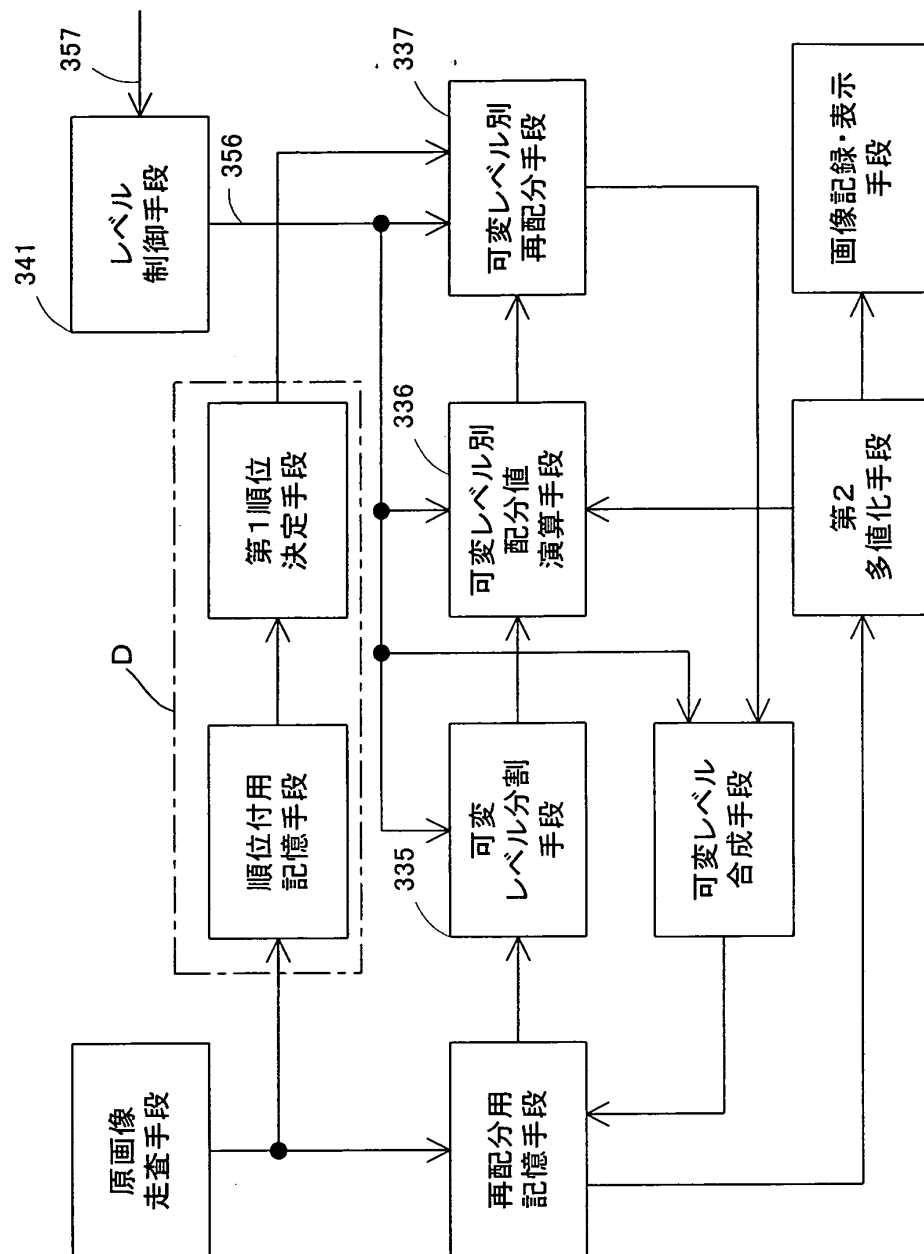 原画像
走査手段
順位付用
記憶手段
第1順位
決定手段
D
レベル
制御手段
341
357
356
再配分用
記憶手段
可変
レベル分割
手段
335
可変レベル別
配分値
演算手段
336
可変レベル別
再配分手段
337
可変レベル
合成手段
第2
多値化手段
画像記録・表示
手段